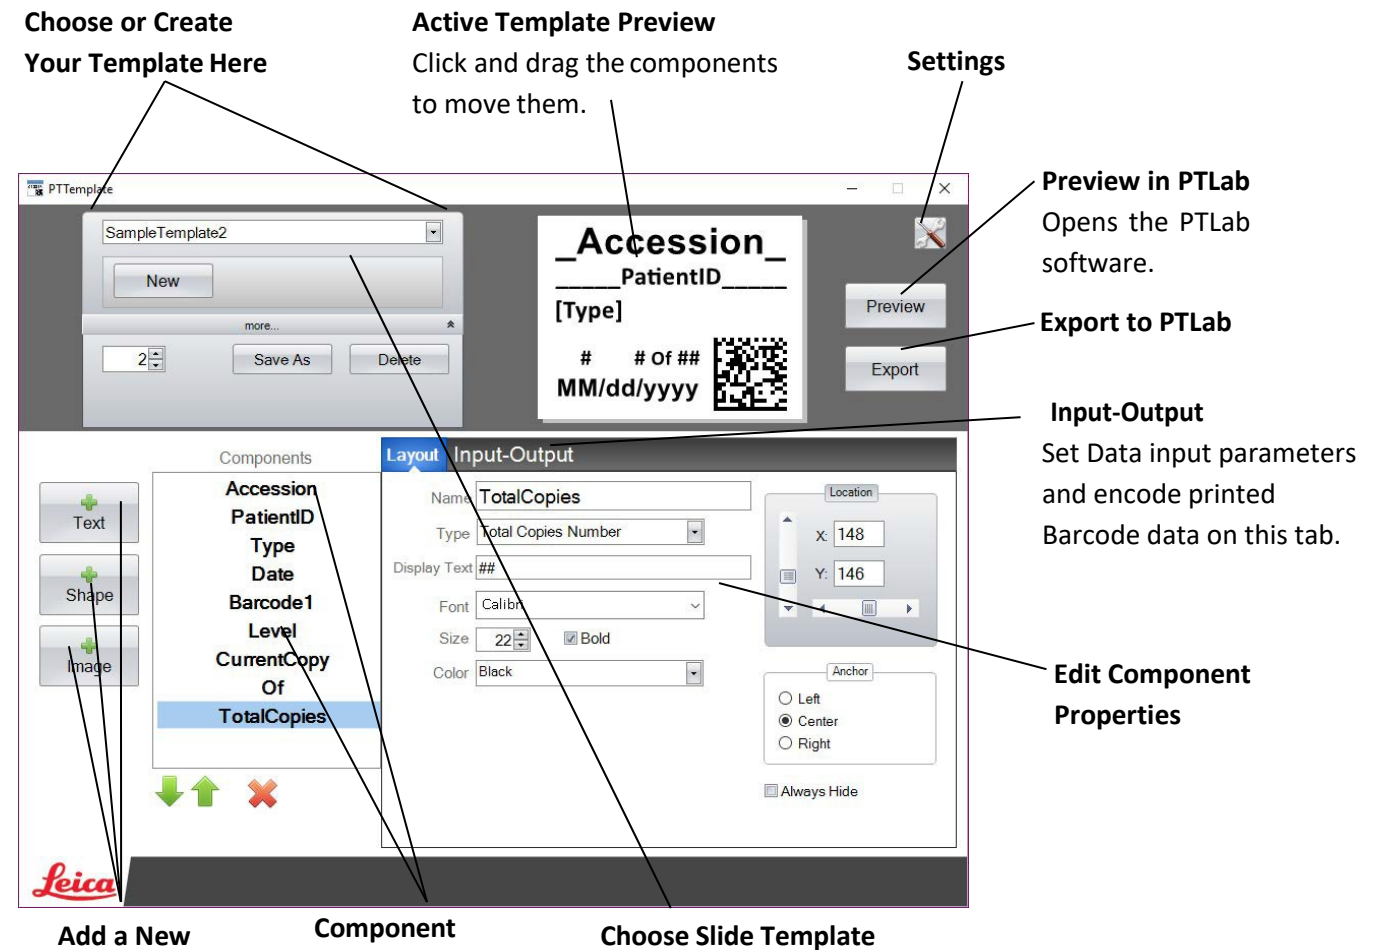 Choose or Create
Your Template Here
Active Template Preview
Click and drag the components
to move them.
Settings
PTTemplate
SampleTemplate2
New
more...
2
Save As
Delete
_Accession_
_____PatientID_____
[Type]
# # Of ##
MM/dd/yyyy
Preview
Export
Preview in PTLab
Opens the PTLab
software.
Export to PTLab
Input-Output
Set Data input parameters
and encode printed
Barcode data on this tab.
Components
Layout Input-Output
Text
Shape
Image
Accession
PatientID
Type
Date
Barcode1
Level
CurrentCopy
Of
TotalCopies
Name TotalCopies
Type Total Copies Number
Display Text ##
Font Calibri
Size 22 Bold
Color Black
Location
X: 148
Y: 146
Anchor
Left
Center
Right
Always Hide
Edit Component
Properties
Leica
Add a New
Component
Choose Slide Template